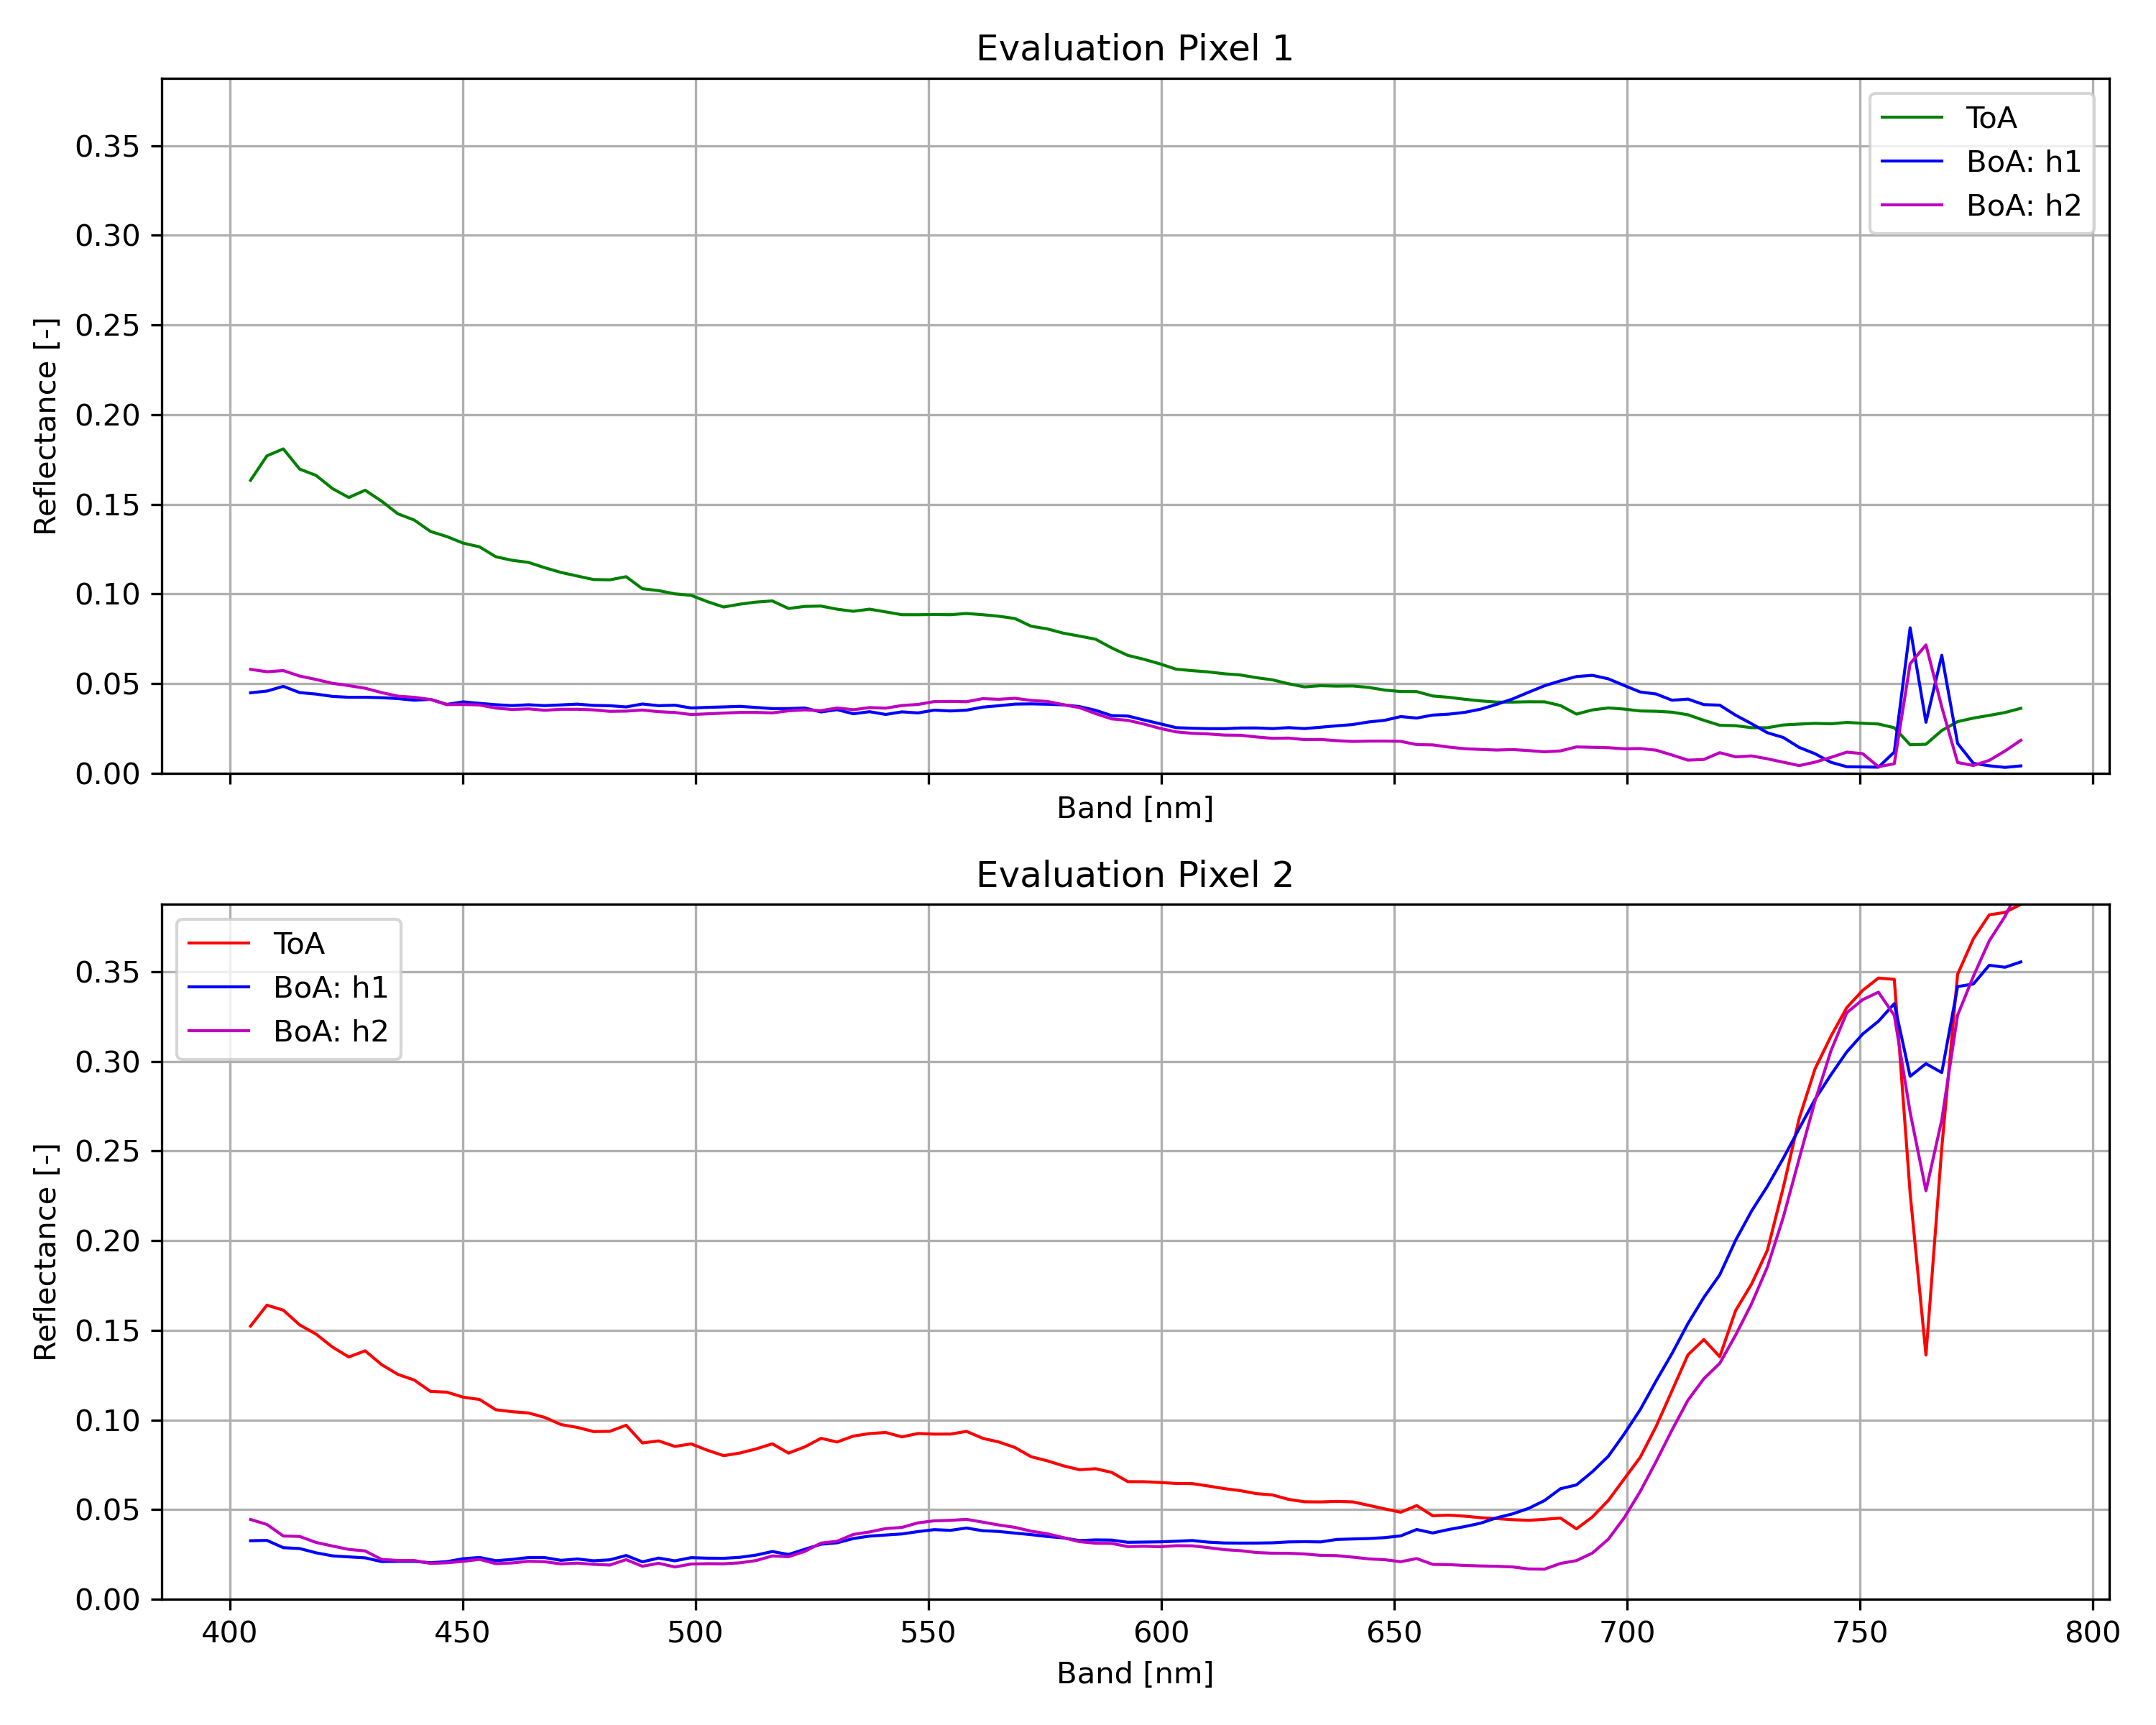 Evaluation Pixel 1
ToA
BoA: h1
BoA: h2
0.35
0.30
0.25
0.20
0.15
0.10
0.05
0.00
Reflectance [-]
Band [nm]
Evaluation Pixel 2
ToA
BoA: h1
BoA: h2
0.35
0.30
0.25
0.20
0.15
0.10
0.05
0.00
Reflectance [-]
400 450 500 550 600 650 700 750 800
Band [nm]